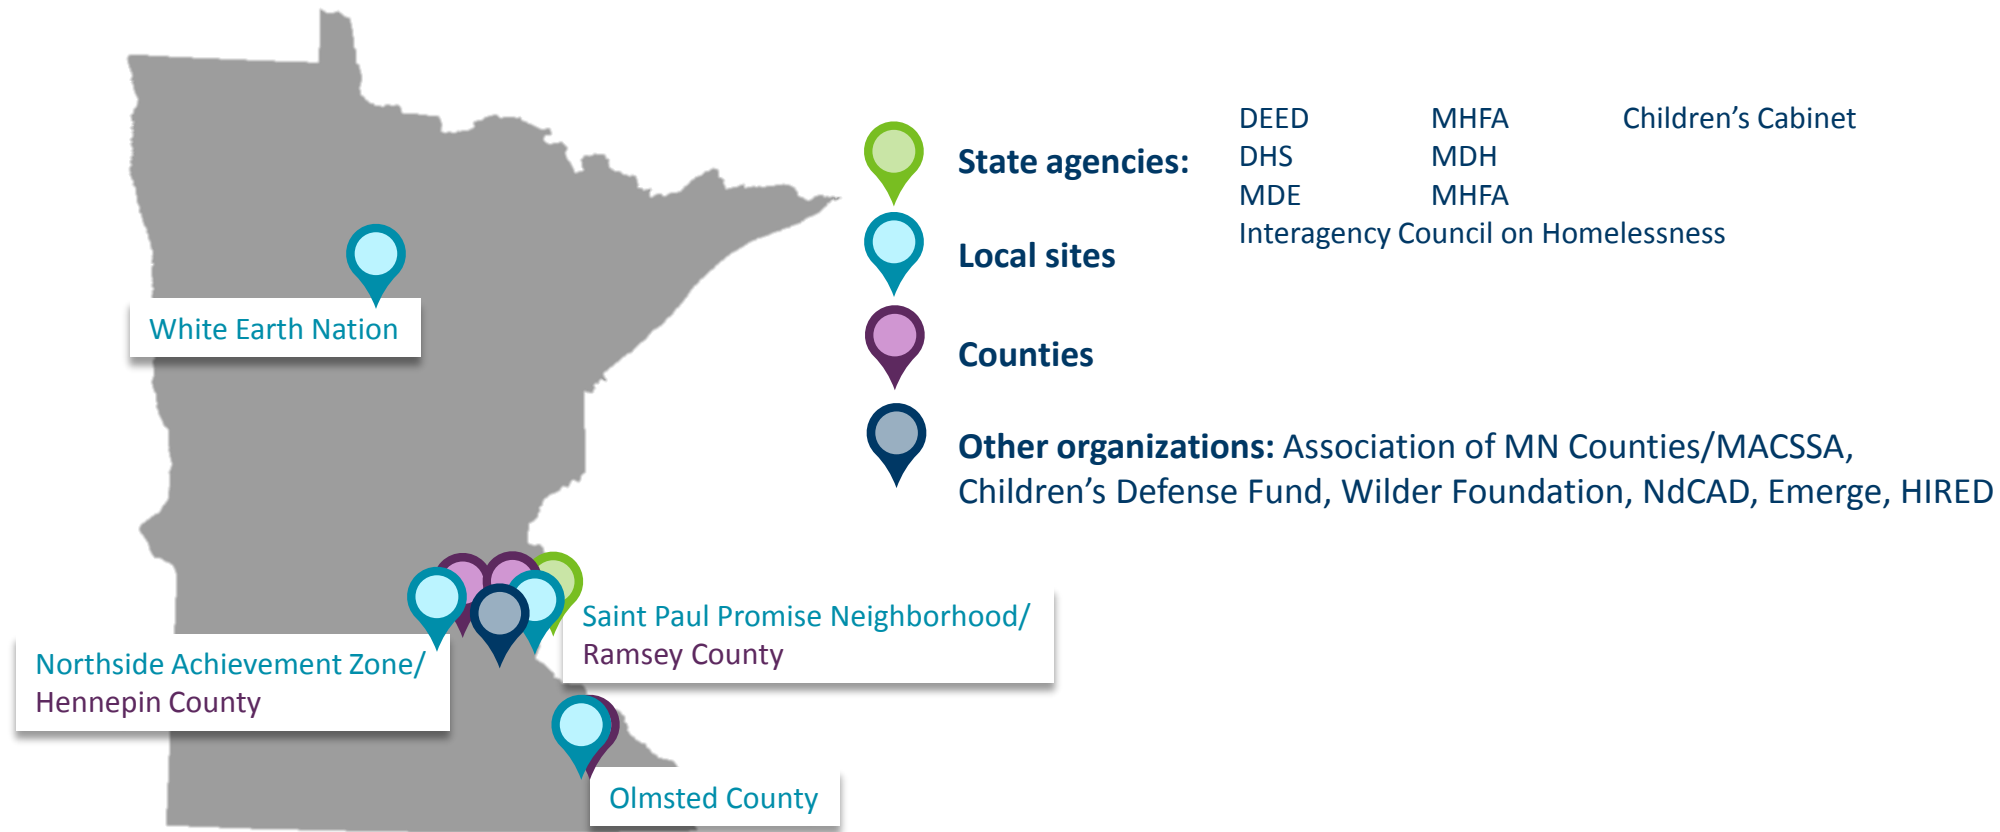 DEED MHFA Children's Cabinet
State agencies: DHS MDH
MDE MHFA
Interagency Council on Homelessness
Local sites
Counties
Other organizations: Association of MN Counties/MACSSA,
Children's Defense Fund, Wilder Foundation, NdCAD, Emerge, HIRED
White Earth Nation
Saint Paul Promise Neighborhood/
Ramsey County
Northside Achievement Zone/
Hennepin County
Olmsted County